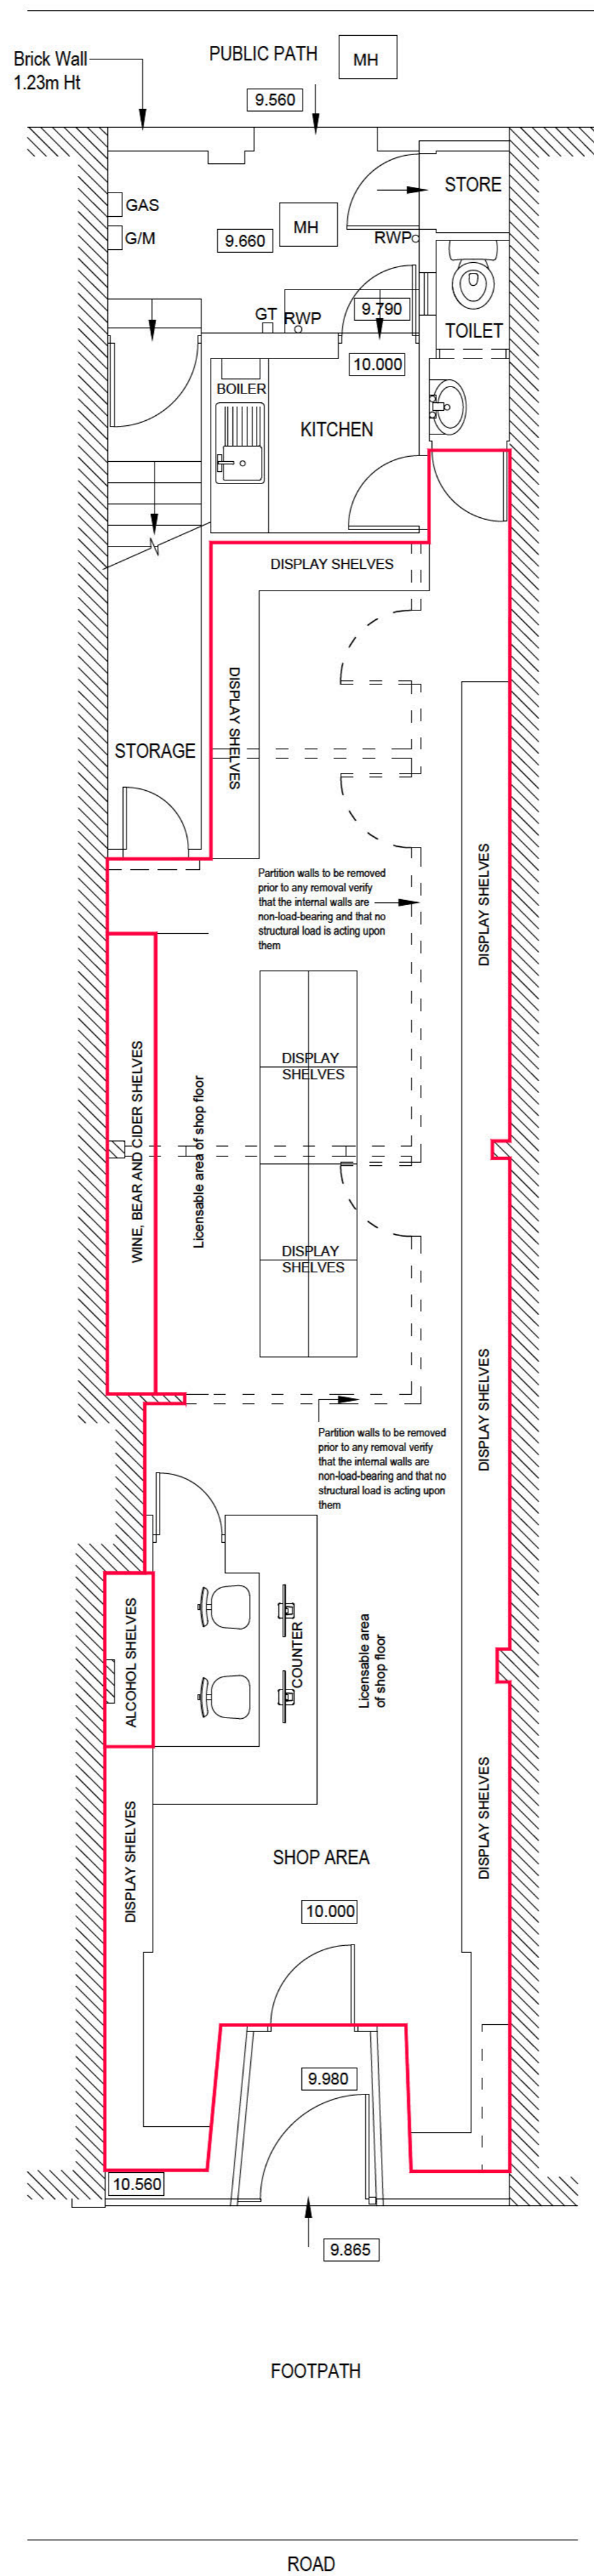 PUBLIC PATH
MH
Brick Wall
1.23m Ht
9.560
STORE
GAS
G/M
9.660
MH
RWP
9.790
GT
RWP
TOILET
10.000
BOILER
KITCHEN
DISPLAY SHELVES
DISPLAY SHELVES
STORAGE
Partition walls to be removed
prior to any removal verify
that the internal walls are
non-load-bearing and that no
structural load is acting upon
them
DISPLAY SHELVES
WINE, BEAR AND CIDER SHELVES
Licensable area of shop floor
DISPLAY
SHELVES
DISPLAY
SHELVES
DISPLAY SHELVES
Partition walls to be removed
prior to any removal verify
that the internal walls are
non-load-bearing and that no
structural load is acting upon
them
ALCOHOL SHELVES
COUNTER
Licensable area
of shop floor
DISPLAY SHELVES
DISPLAY SHELVES
SHOP AREA
10.000
9.980
10.560
9.865
FOOTPATH
ROAD